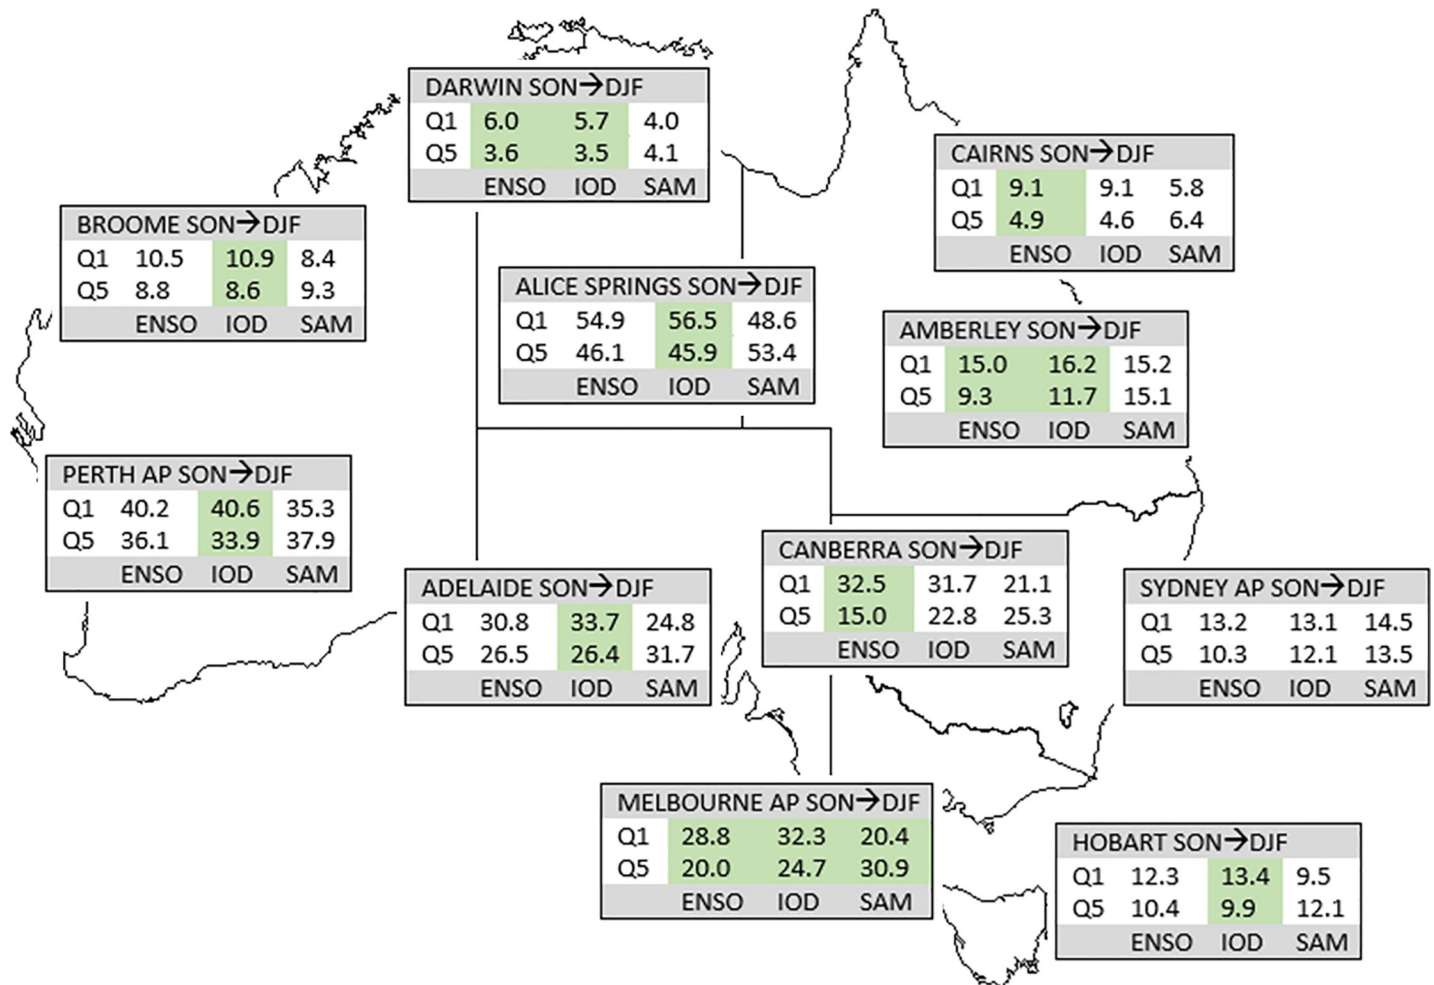 DARWIN SON→DJF
Q1 6.0 5.7 4.0
Q5 3.6 3.5 4.1
ENSO IOD SAM
CAIRNS SON→DJF
Q1 9.1 9.1 5.8
Q5 4.9 4.6 6.4
ENSO IOD SAM
BROOME SON→DJF
Q1 10.5 10.9 8.4
Q5 8.8 8.6 9.3
ENSO IOD SAM
ALICE SPRINGS SON→DJF
Q1 54.9 56.5 48.6
Q5 46.1 45.9 53.4
ENSO IOD SAM
AMBERLEY SON→DJF
Q1 15.0 16.2 15.2
Q5 9.3 11.7 15.1
ENSO IOD SAM
PERTH AP SON→DJF
Q1 40.2 40.6 35.3
Q5 36.1 33.9 37.9
ENSO IOD SAM
ADELAIDE SON→DJF
Q1 30.8 33.7 24.8
Q5 26.5 26.4 31.7
ENSO IOD SAM
CANBERRA SON→DJF
Q1 32.5 31.7 21.1
Q5 15.0 22.8 25.3
ENSO IOD SAM
SYDNEY AP SON→DJF
Q1 13.2 13.1 14.5
Q5 10.3 12.1 13.5
ENSO IOD SAM
MELBOURNE AP SON→DJF
Q1 28.8 32.3 20.4
Q5 20.0 24.7 30.9
ENSO IOD SAM
HOBART SON→DJF
Q1 12.3 13.4 9.5
Q5 10.4 9.9 12.1
ENSO IOD SAM